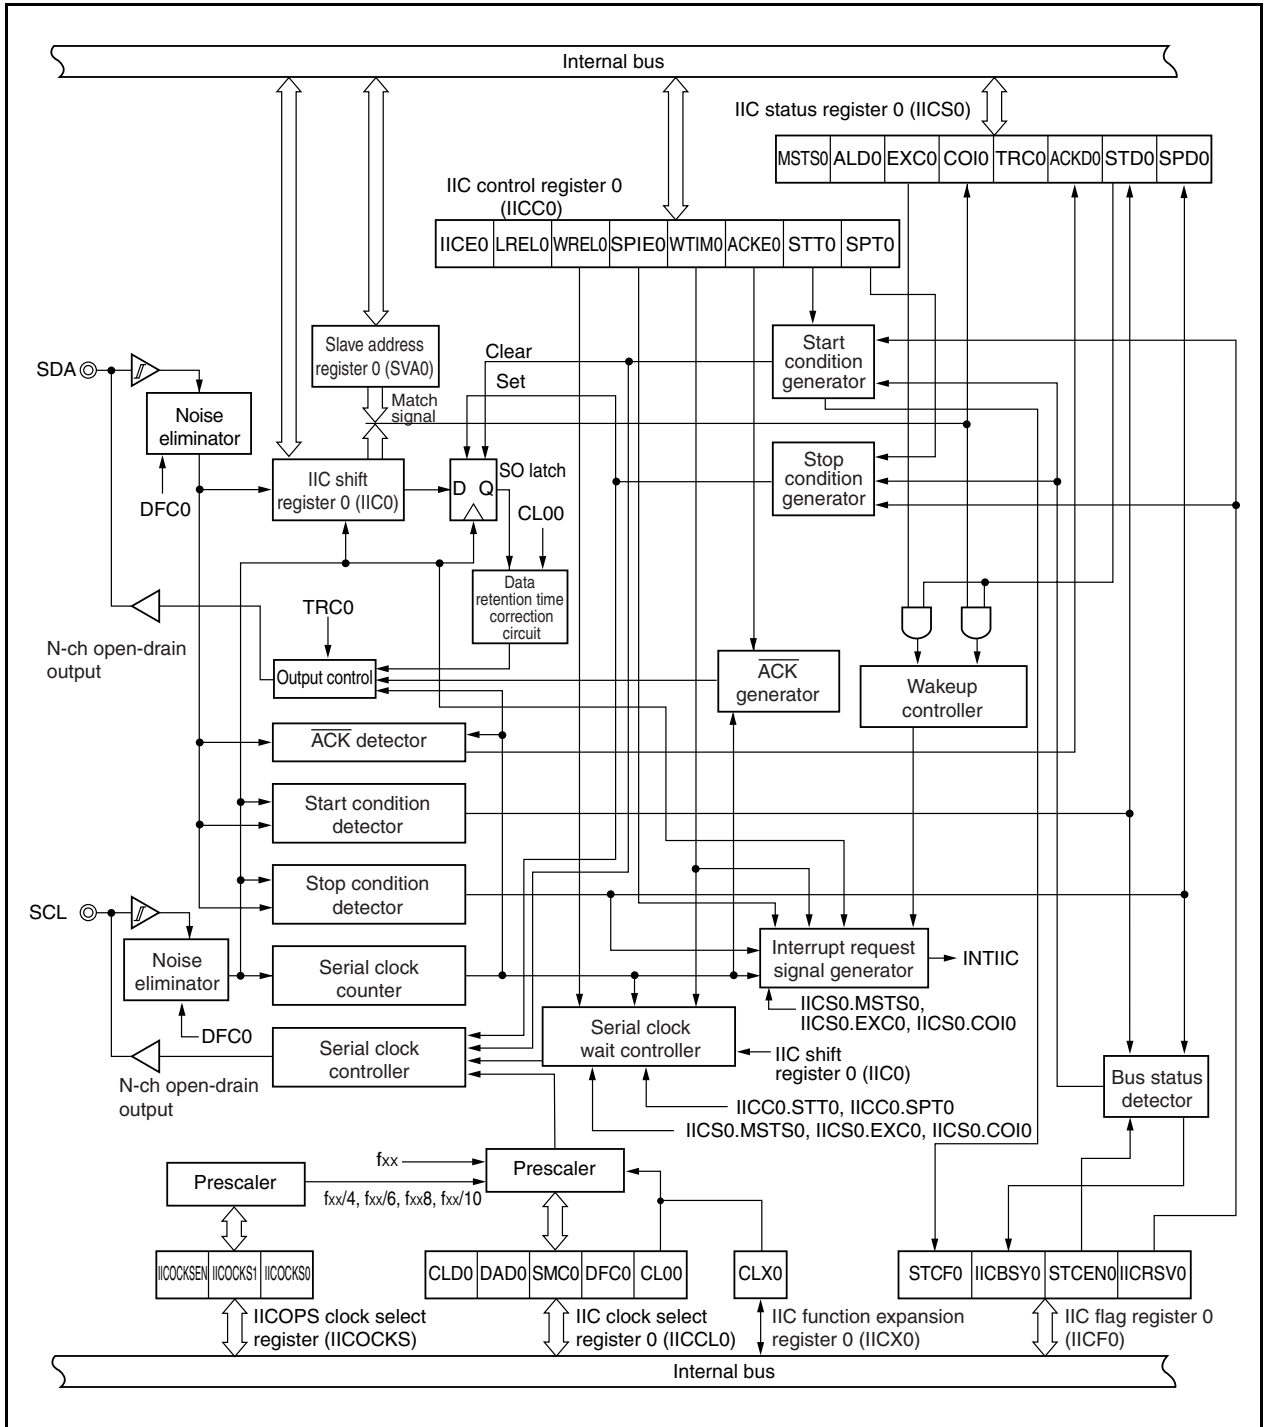 Internal bus
IIC status register 0 (IICS0)
MSTS0 ALD0 EXC0 COI0 TRC0 ACKD0 STD0 SPD0
IIC control register 0
(IICC0)
IICE0 LREL0 WREL0 SPIE0 WTIM0 ACKE0 STT0 SPT0
Slave address
register 0 (SVA0)
Clear
Set
Match
signal
Start
condition
generator
SDA
Noise
eliminator
DFC0
IIC shift
register 0 (IIC0)
D Q
SO latch
CL00
Stop
condition
generator
Data
retention time
correction
circuit
TRC0
N-ch open-drain
output
Output control
ACK
generator
Wakeup
controller
ACK detector
Start condition
detector
Stop condition
detector
SCL
Noise
eliminator
DFC0
Serial clock
counter
Interrupt request
signal generator
INTIIC
IICS0.MSTS0,
IICS0.EXC0, IICS0.COI0
Serial clock
controller
N-ch open-drain
output
Serial clock
wait controller
IIC shift
register 0 (IIC0)
IICC0.STT0, IICC0.SPT0
IICS0.MSTS0, IICS0.EXC0, IICS0.COI0
Bus status
detector
fxx
Prescaler
Prescaler
fxx/4, fxx/6, fxx8, fxx/10
IICOCKSEN IICOCKS1 IICOCKS0
CLD0 DAD0 SMC0 DFC0 CL00
CLX0
STCF0 IICBSY0 STCEN0 IICRSV0
IICOPS clock select
register (IICOCKS)
IIC clock select
register 0 (IICCL0)
IIC function expansion
register 0 (IICX0)
IIC flag register 0
(IICF0)
Internal bus